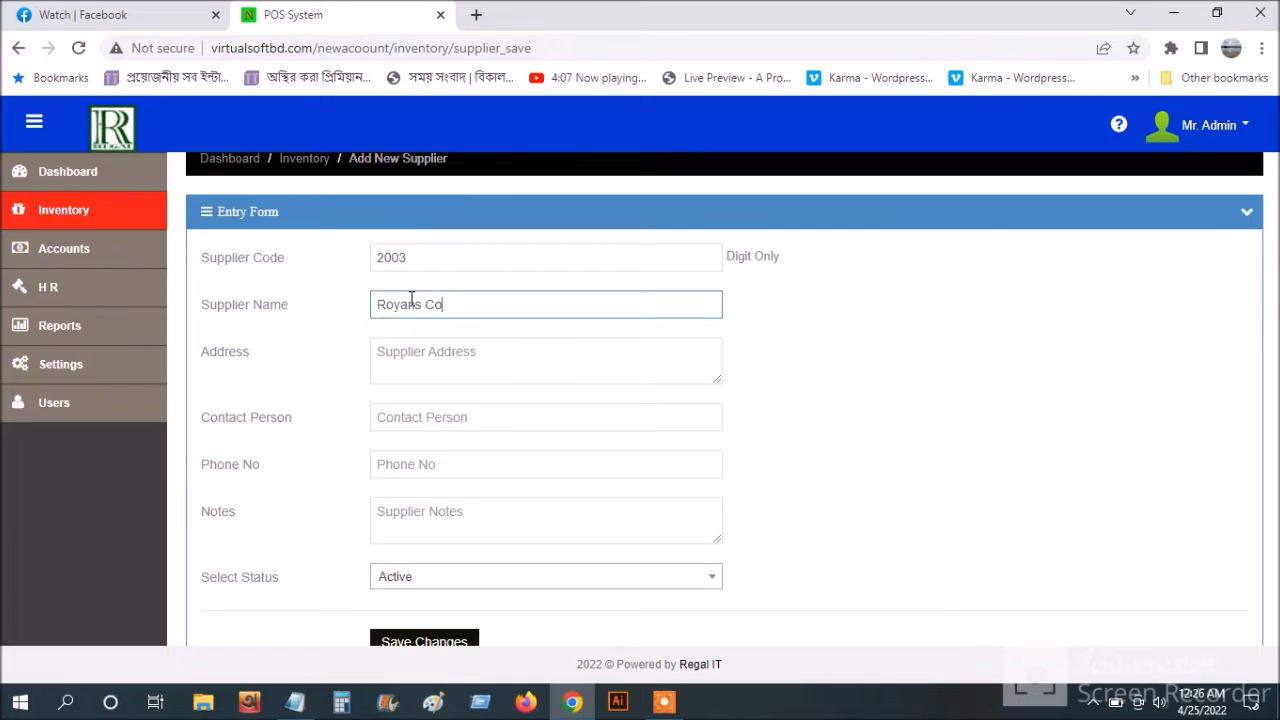 Watch | Facebook
POS System
Not secure
virtualsoftbd.com/newacoount/inventory/supplier_save
Bookmarks
প্রয়োজনীয় সব ইন্টা...
অস্থির করা প্রিমিয়ান...
সময় সংবাদ | বিকাল...
4:07 Now playing...
Live Preview - A Pro...
Karma - Wordpress...
Karma - Wordpress...
»
Other bookmarks
R
Mr. Admin
Dashboard / Inventory / Add New Supplier
Dashboard
Inventory
Accounts
H R
Reports
Settings
Users
Entry Form
Supplier Code
2003
Digit Only
Supplier Name
Royans Co
Address
Supplier Address
Contact Person
Contact Person
Phone No
Phone No
Notes
Supplier Notes
Select Status
Active
Save Changes
2022 © Powered by Regal IT
Screen Recorder
12:26 AM
4/25/2022